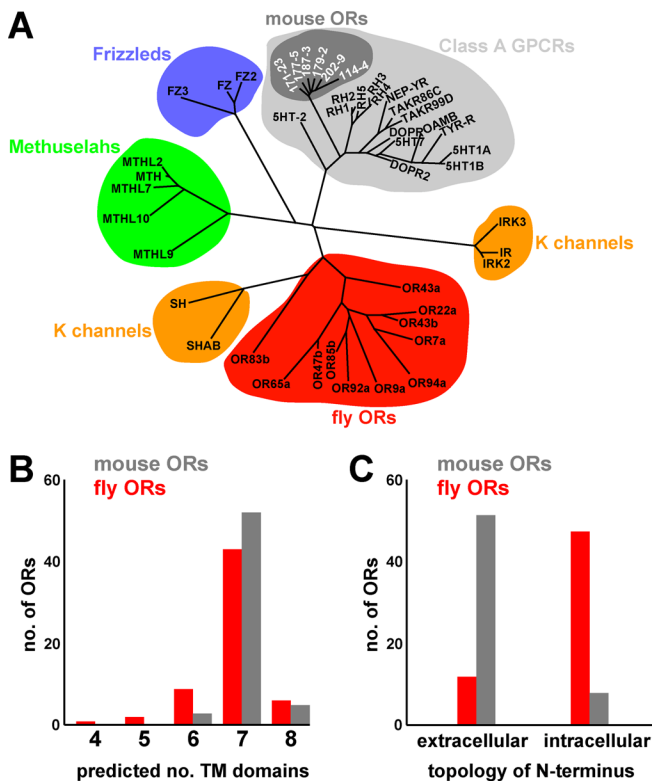 A
mouse ORs
Class A GPCRs
Frizzleds
171-23
177-5
187-3
179-2
202-9
114-4
FZ3
FZ
FZ2
5HT-2
RH2
RH1
RH5
RH3
RH4
NEP-YR
TAKR86C
TAKR99D
DOPR
OAMB
5HT7
TYR-R
DOPR2
5HT1A
5HT1B
Methuselahs
MTHL2
MTH
MTHL7
MTHL10
MTHL9
IRK3
IR
IRK2
K channels
K channels
SH
SHAB
OR43a
OR22a
OR43b
OR7a
OR83b
OR65a
OR47b
OR85b
OR92a
OR9a
OR94a
fly ORs
B
mouse ORs
fly ORs
no. of ORs
60
40
20
0
4 5 6 7 8
predicted no. TM domains
C
mouse ORs
fly ORs
no. of ORs
60
40
20
0
extracellular intracellular
topology of N-terminus